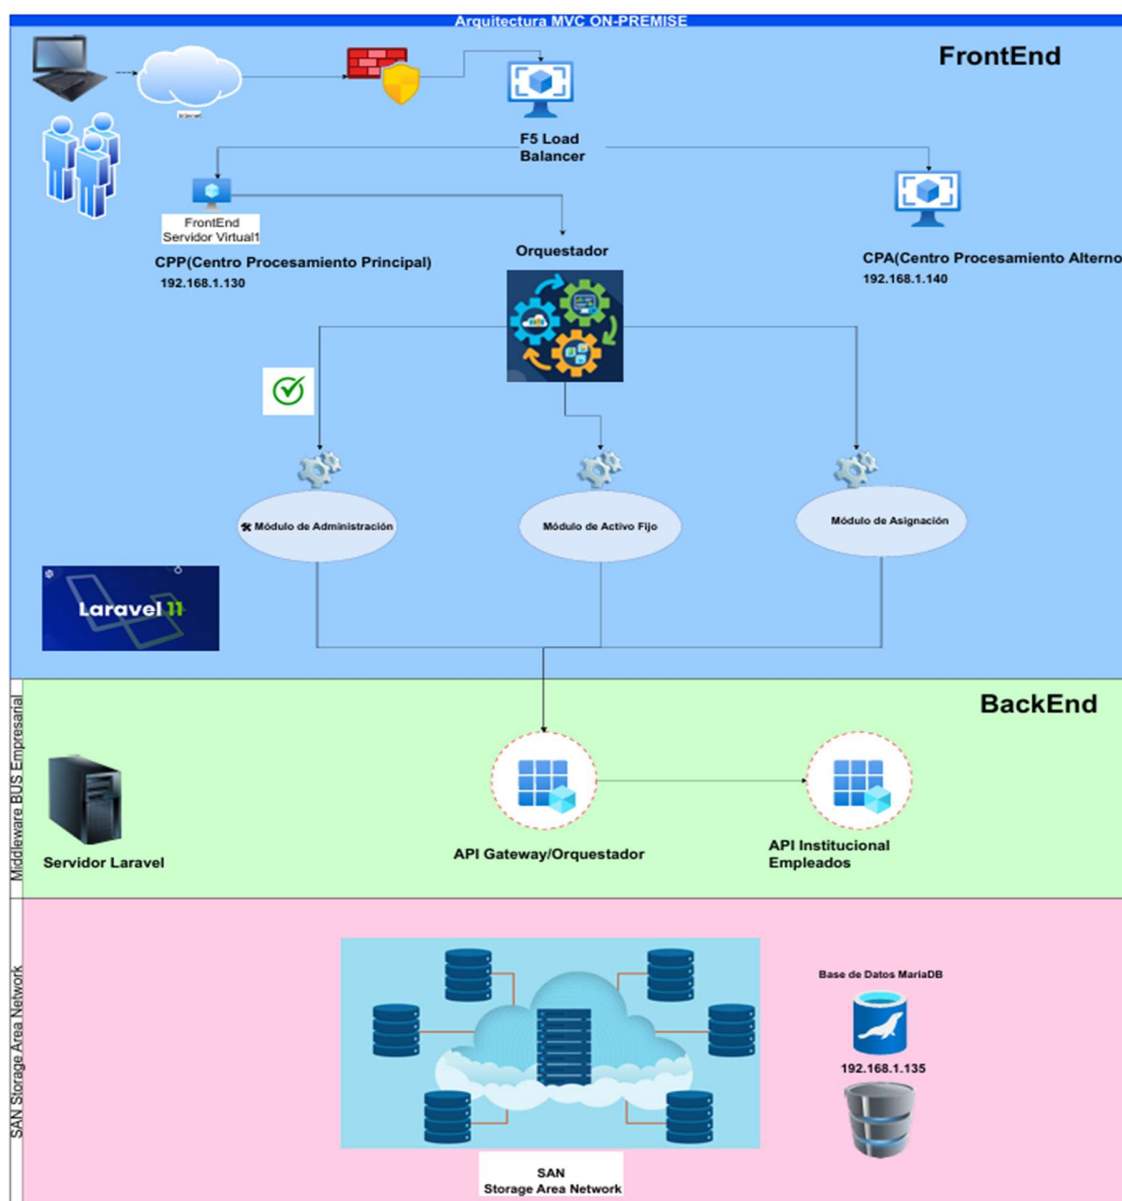 Arquitectura MVC ON-PREMISE
FrontEnd
F5 Load
Balancer
FrontEnd
Servidor Virtual1
CPP(Centro Procesamiento Principal)
192.168.1.130
Orquestador
CPA(Centro Procesamiento Alterno
192.168.1.140
Módulo de Administración
Módulo de Activo Fijo
Módulo de Asignación
Laravel 11
Middleware BUS Empresarial
BackEnd
Servidor Laravel
API Gateway/Orquestador
API Institucional
Empleados
SAN Storage Area Network
Base de Datos MariaDB
192.168.1.135
SAN
Storage Area Network